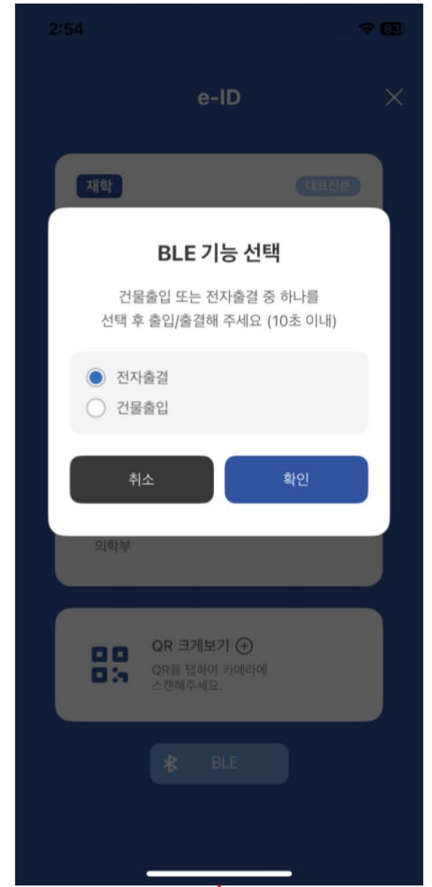 2:54
63
e-ID
재학
대표신분
BLE 기능 선택
건물출입 또는 전자출결 중 하나를
선택 후 출입/출결해 주세요 (10초 이내)
전자출결
건물출입
취소
확인
의학부
QR 크게보기
QR을 탭하여 카메라에
스캔해주세요.
BLE